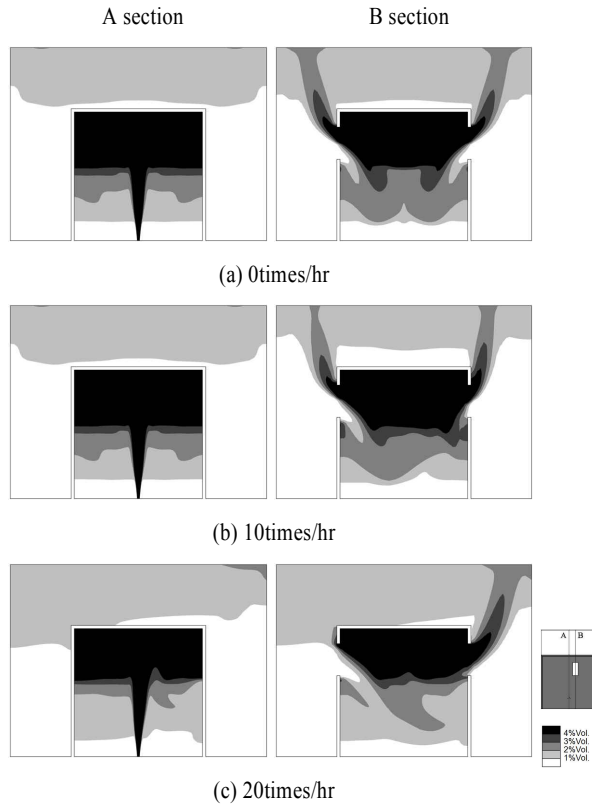 A section B section
(a) 0times/hr
(b) 10times/hr
(c) 20times/hr
A B
4%Vol.
3%Vol.
2%Vol.
1%Vol.